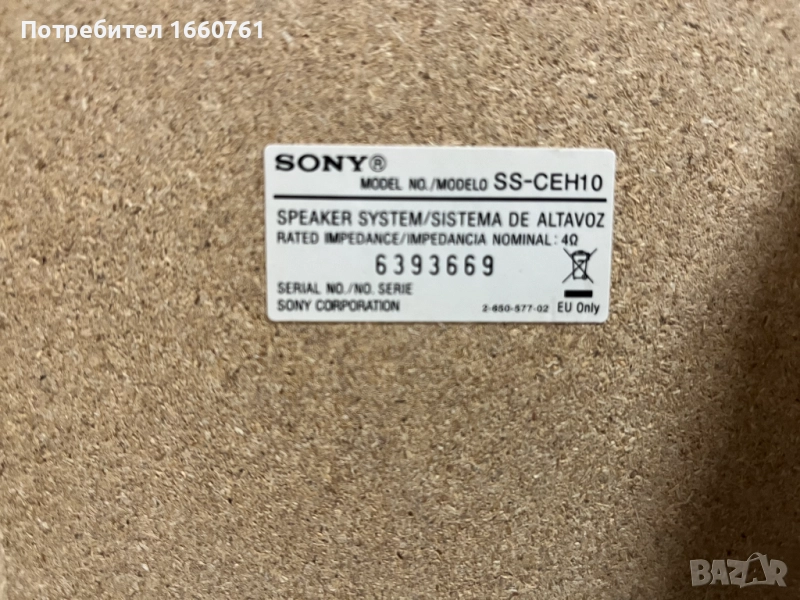 Потребител 1660761
SONY®
MODEL NO./MODELO SS-CEH10
SPEAKER SYSTEM/SISTEMA DE ALTAVOZ
RATED IMPEDANCE/IMPEDANCIA NOMINAL: 4Ω
6393669
SERIAL NO./NO. SERIE
SONY CORPORATION 2-650-577-02 EU Only
BAZAR